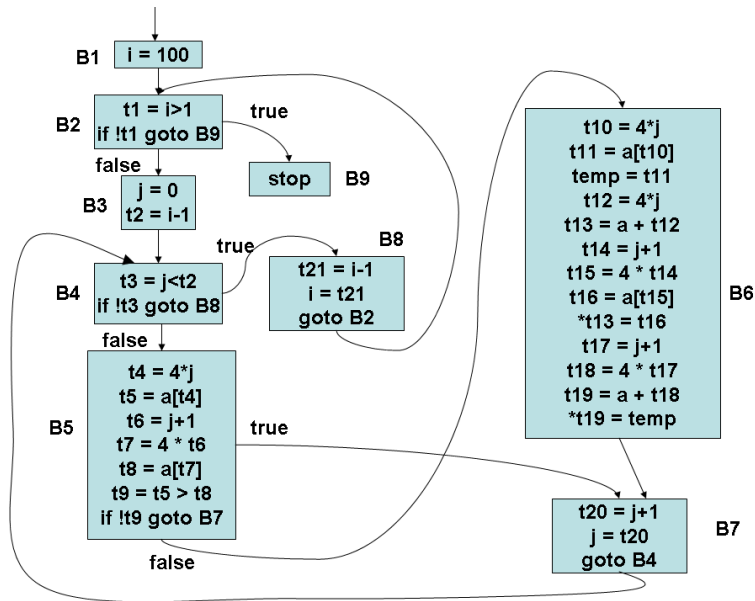 B1
i = 100
B2
t1 = i>1
if !t1 goto B9
true
false
stop
B9
B3
j = 0
t2 = i-1
true
B8
B4
t3 = j<t2
if !t3 goto B8
t21 = i-1
i = t21
goto B2
false
B5
t4 = 4*j
t5 = a[t4]
t6 = j+1
t7 = 4 * t6
t8 = a[t7]
t9 = t5 > t8
if !t9 goto B7
true
false
t10 = 4*j
t11 = a[t10]
temp = t11
t12 = 4*j
t13 = a + t12
t14 = j+1
t15 = 4 * t14
t16 = a[t15]
*t13 = t16
t17 = j+1
t18 = 4 * t17
t19 = a + t18
*t19 = temp
B6
t20 = j+1
j = t20
goto B4
B7